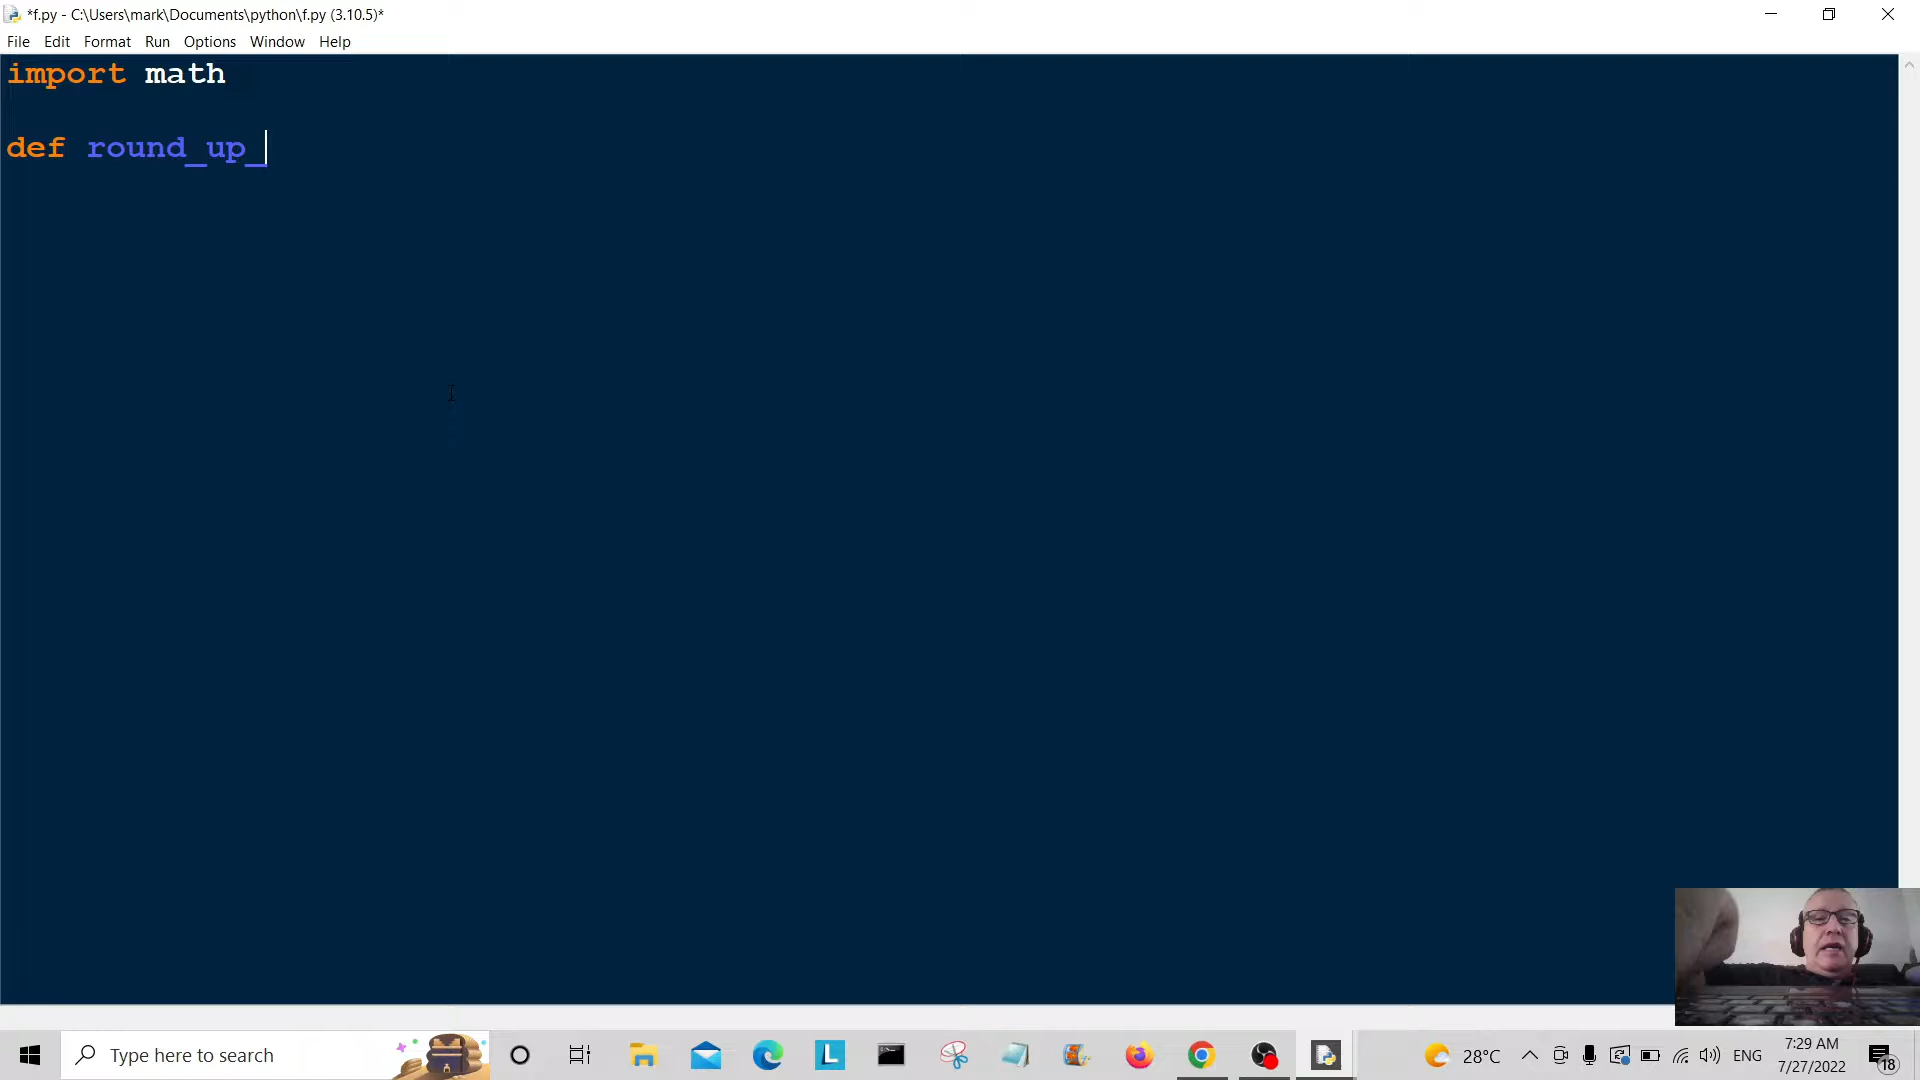 *f.py - C:\Users\mark\Documents\python\f.py (3.10.5)*
File Edit Format Run Options Window Help
import math
def round_up_
Type here to search
L
28°C
ENG
7:29 AM
7/27/2022
18